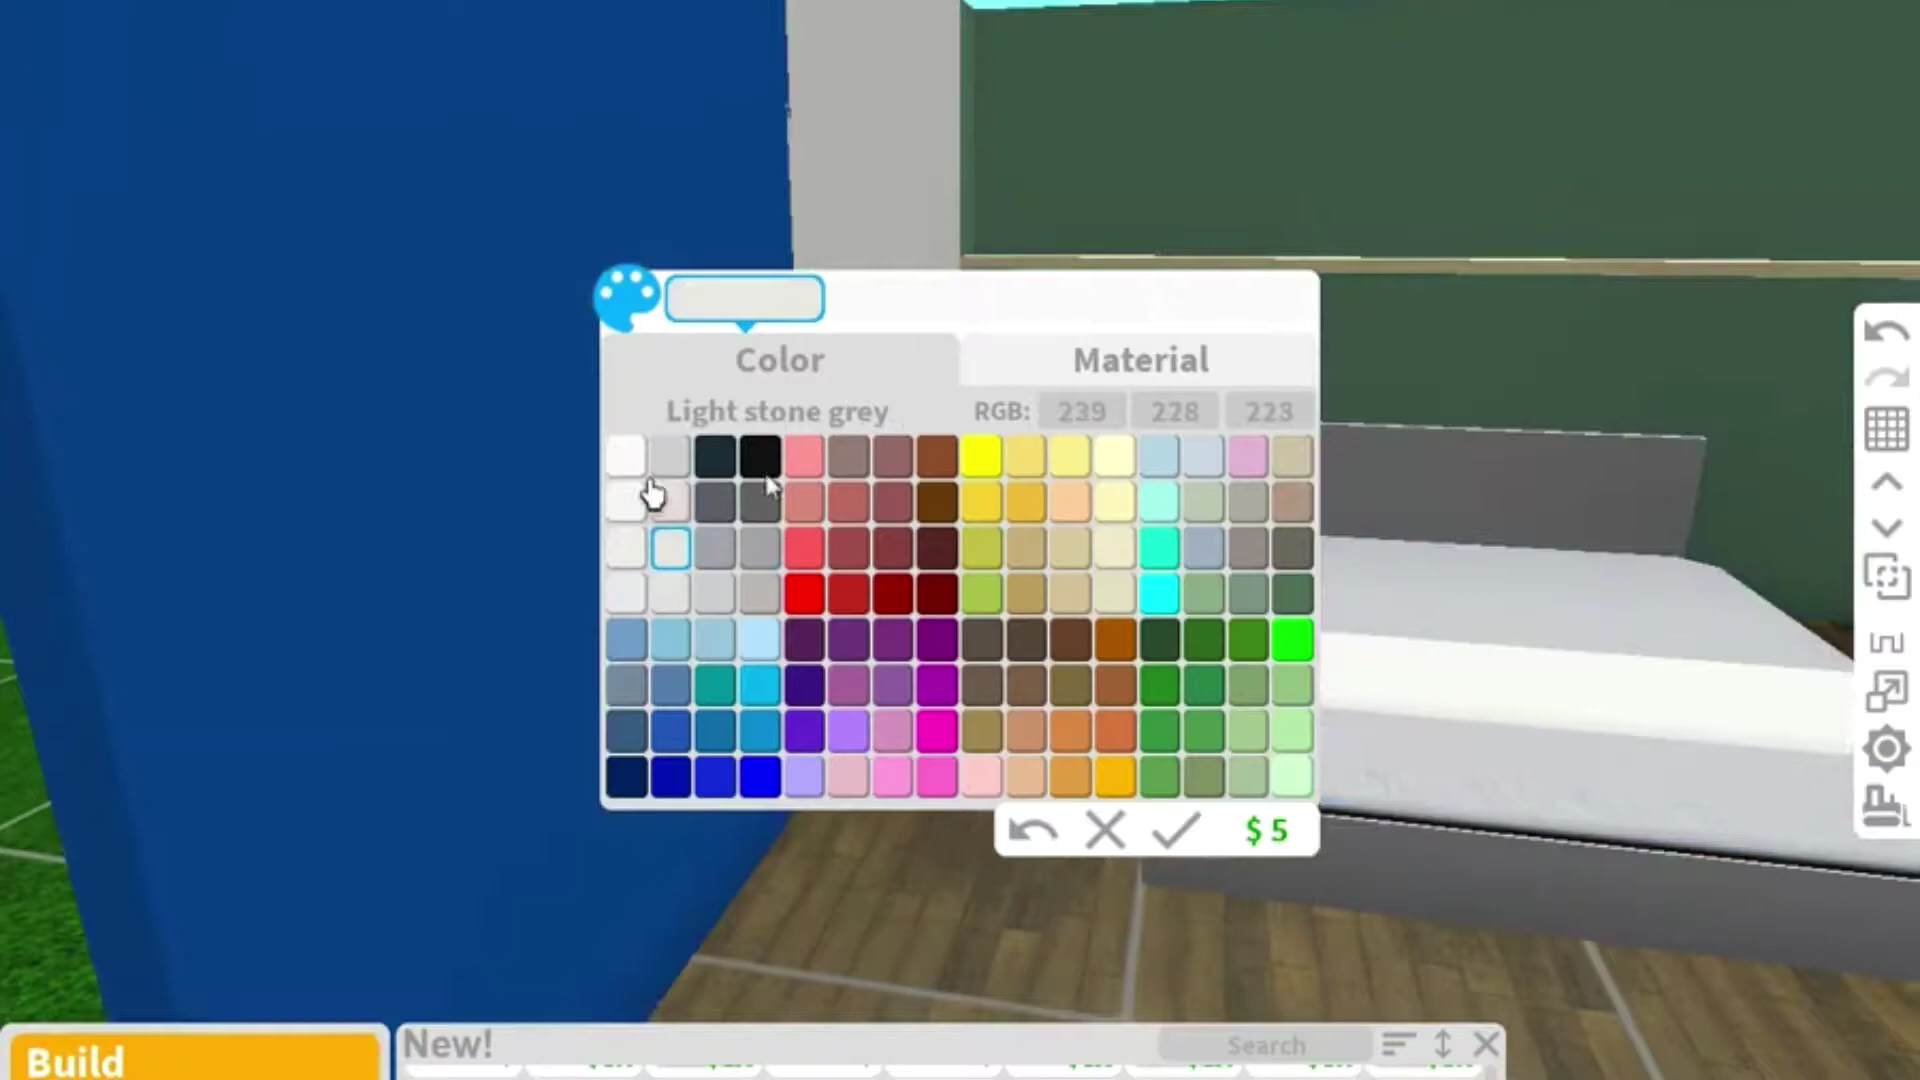 Color
Material
Light stone grey
RGB: 239 228 223
$ 5
New!
Search
Build